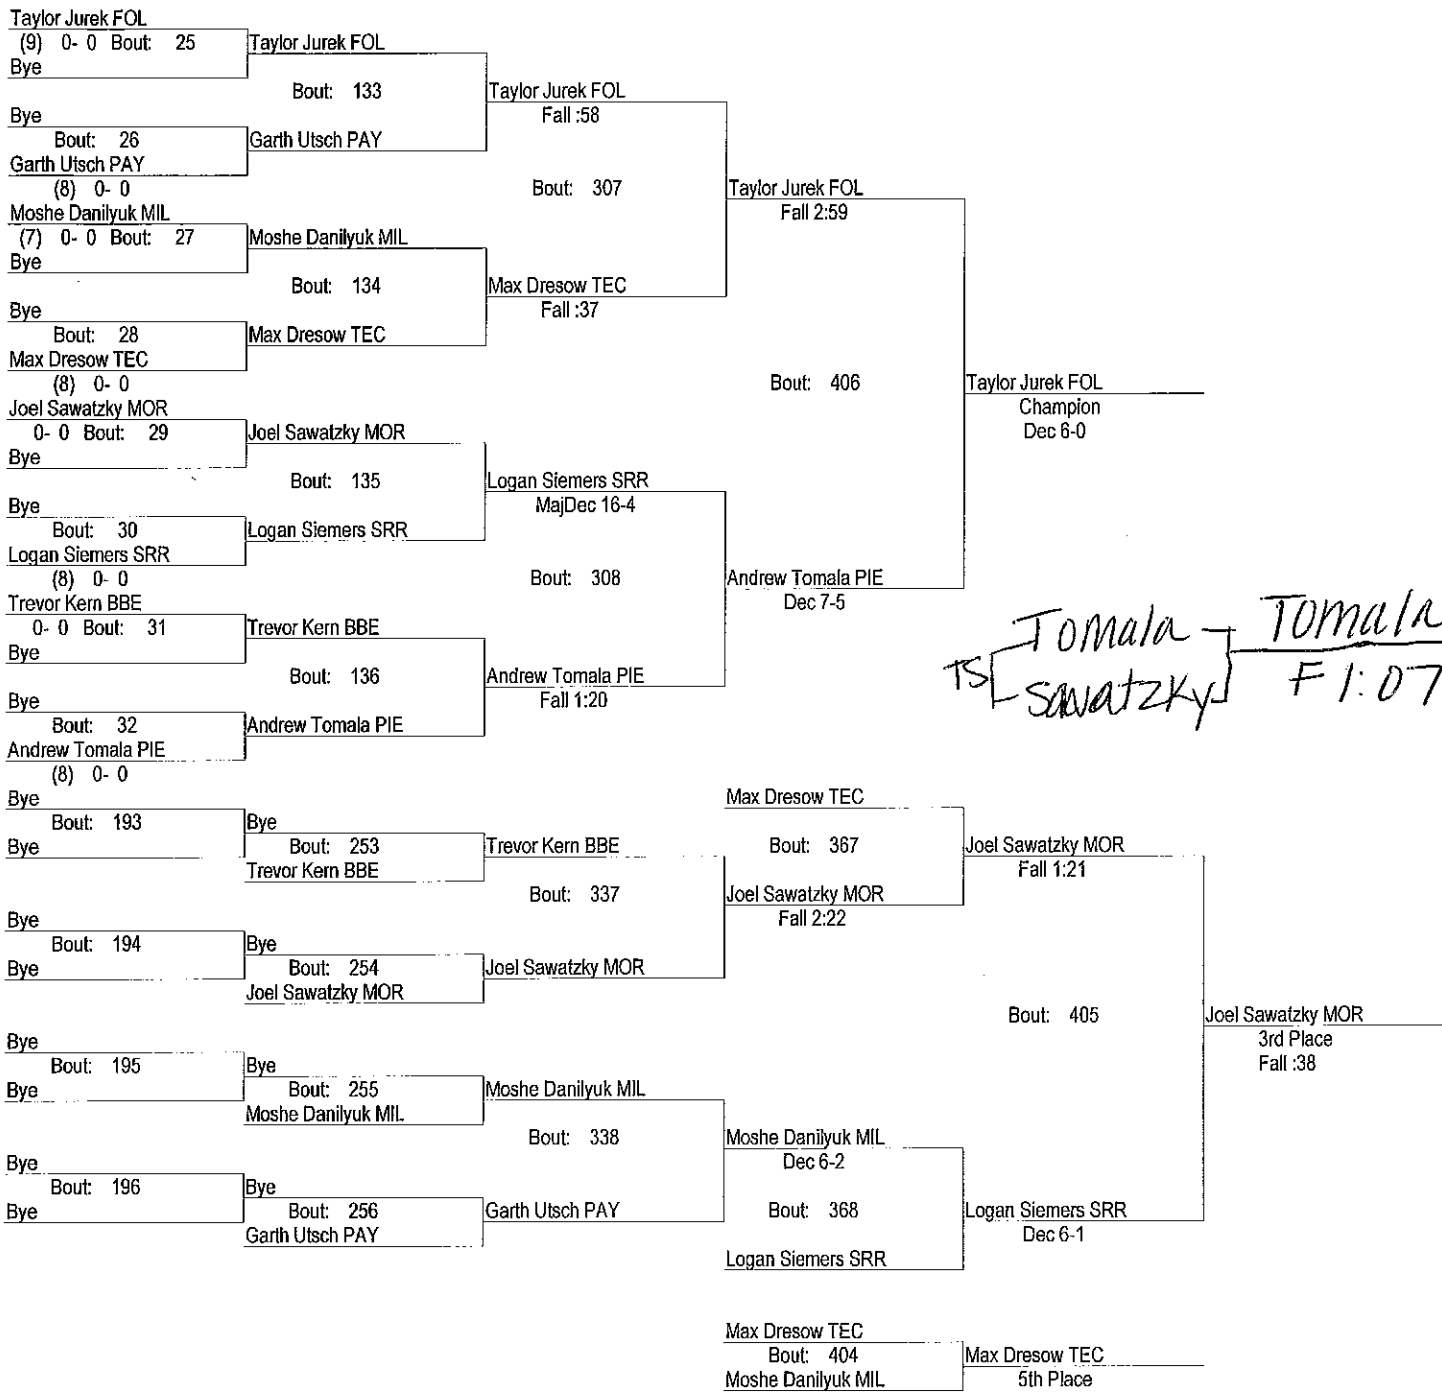 Taylor Jurek FOL
(9) 0- 0 Bout: 25
Bye
Taylor Jurek FOL
Bout: 133
Bye
Bout: 26
Garth Utsch PAY
(8) 0- 0
Garth Utsch PAY
Taylor Jurek FOL
Fall :58
Bout: 307
Moshe Danilyuk MIL
(7) 0- 0 Bout: 27
Bye
Moshe Danilyuk MIL
Bout: 134
Bye
Bout: 28
Max Dresow TEC
(8) 0- 0
Max Dresow TEC
Max Dresow TEC
Fall :37
Taylor Jurek FOL
Fall 2:59
Bout: 406
Joel Sawatzky MOR
0- 0 Bout: 29
Bye
Joel Sawatzky MOR
Bout: 135
Bye
Bout: 30
Logan Siemers SRR
(8) 0- 0
Logan Siemers SRR
Logan Siemers SRR
MajDec 16-4
Bout: 308
Trevor Kern BBE
0- 0 Bout: 31
Bye
Trevor Kern BBE
Bout: 136
Bye
Bout: 32
Andrew Tomala PIE
(8) 0- 0
Andrew Tomala PIE
Andrew Tomala PIE
Fall 1:20
Andrew Tomala PIE
Dec 7-5
Taylor Jurek FOL
Champion
Dec 6-0
TS
Tomala
Sawatzky
Tomala
F 1:07
Bye
Bout: 193
Bye
Bye
Bout: 253
Trevor Kern BBE
Trevor Kern BBE
Bout: 337
Bye
Bout: 194
Bye
Bye
Bout: 254
Joel Sawatzky MOR
Joel Sawatzky MOR
Max Dresow TEC
Bout: 367
Joel Sawatzky MOR
Fall 2:22
Joel Sawatzky MOR
Fall 1:21
Bout: 405
Bye
Bout: 195
Bye
Bye
Bout: 255
Moshe Danilyuk MIL
Moshe Danilyuk MIL
Bout: 338
Bye
Bout: 196
Bye
Bye
Bout: 256
Garth Utsch PAY
Garth Utsch PAY
Moshe Danilyuk MIL
Dec 6-2
Bout: 368
Logan Siemers SRR
Logan Siemers SRR
Dec 6-1
Joel Sawatzky MOR
3rd Place
Fall :38
Max Dresow TEC
Bout: 404
Moshe Danilyuk MIL
Max Dresow TEC
5th Place